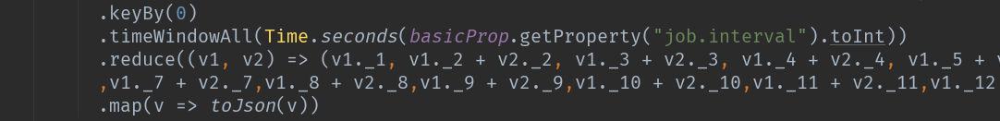 .keyBy(0)
.timeWindowAll(Time.seconds(basicProp.getProperty("job.interval").toInt))
.reduce((v1, v2) => (v1._1, v1._2 + v2._2, v1._3 + v2._3, v1._4 + v2._4, v1._5 +
,v1._7 + v2._7,v1._8 + v2._8,v1._9 + v2._9,v1._10 + v2._10,v1._11 + v2._11,v1._12
.map(v => toJson(v))